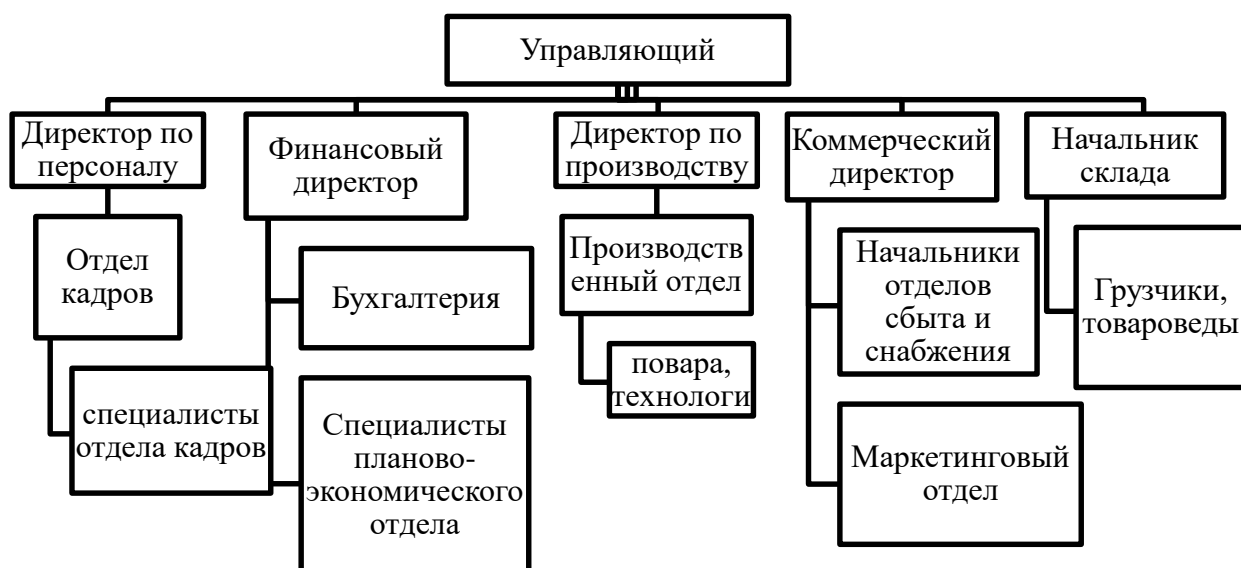 Управляющий
Директор по
персоналу
Финансовый
директор
Директор по
производству
Коммерческий
директор
Начальник
склада
Отдел
кадров
специалисты
отдела кадров
Бухгалтерия
Специалисты
планово-
экономического
отдела
Производств
енный отдел
повара,
технологи
Начальники
отделов
сбыта и
снабжения
Маркетинговый
отдел
Грузчики,
товароведы